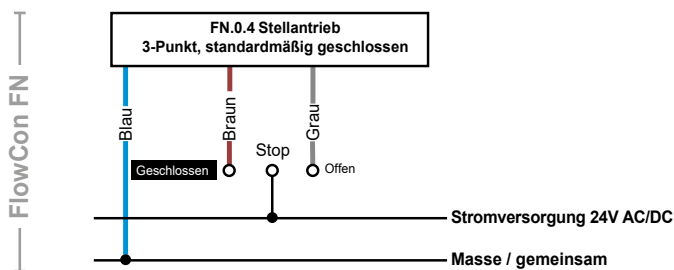 FlowCon FN
FN.0.4 Stellantrieb
3-Punkt, standardmäßig geschlossen
Blau
Braun
Grau
Stop
Geschlossen
Offen
Stromversorgung 24V AC/DC
Masse / gemeinsam